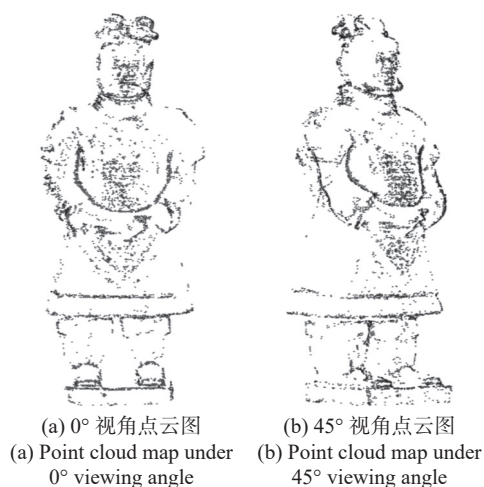 (a) 0° 视角点云图
(a) Point cloud map under
0° viewing angle
(b) 45° 视角点云图
(b) Point cloud map under
45° viewing angle